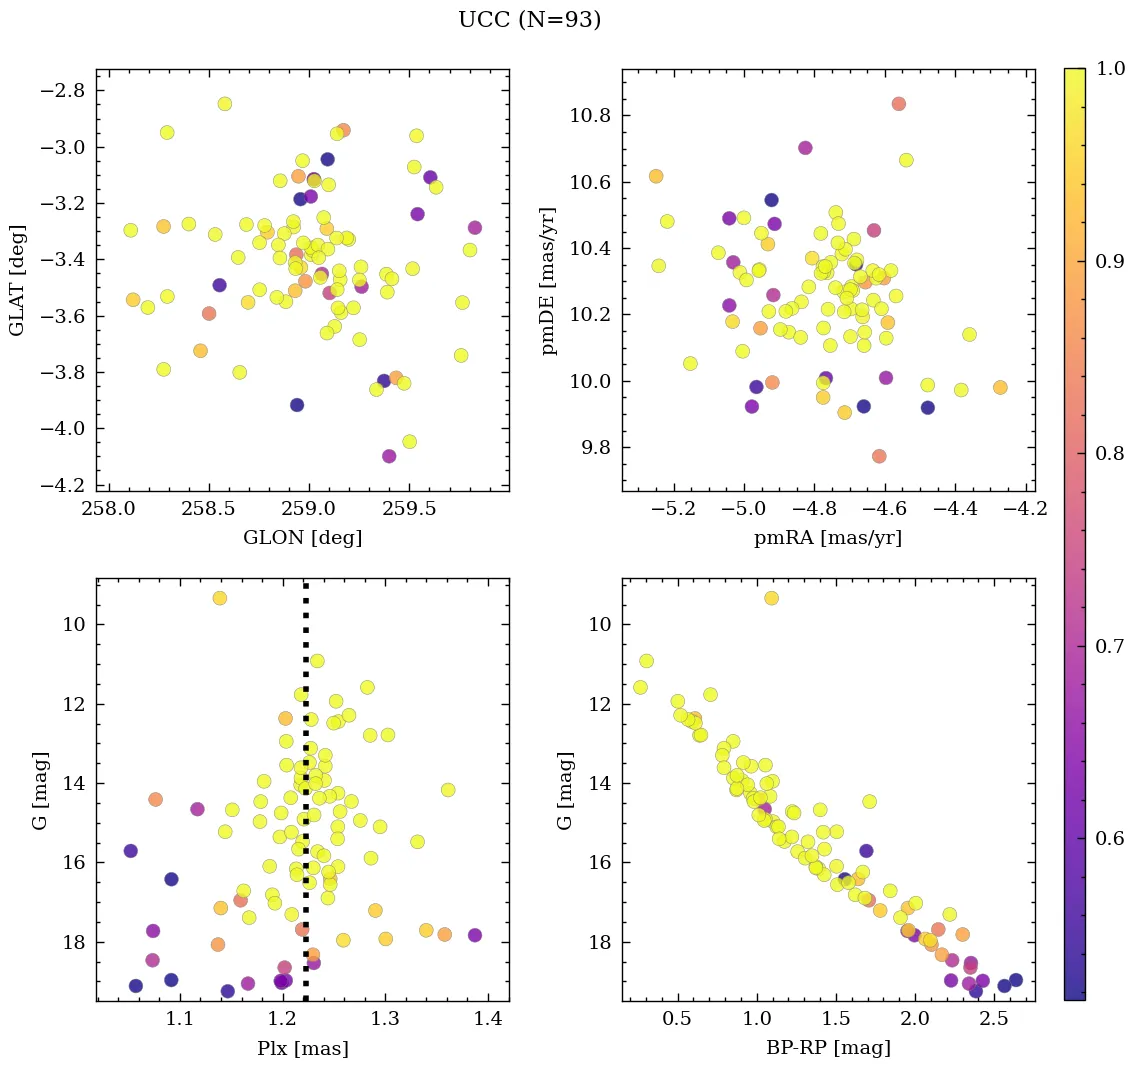 UCC (N=93)
−2.8
−3.0
−3.2
−3.4
−3.6
−3.8
−4.0
−4.2
GLAT [deg]
258.0 258.5 259.0 259.5
GLON [deg]
10.8
10.6
10.4
10.2
10.0
9.8
pmDE [mas/yr]
−5.2 −5.0 −4.8 −4.6 −4.4 −4.2
pmRA [mas/yr]
1.0
0.9
0.8
0.7
0.6
10
12
14
16
18
G [mag]
1.1 1.2 1.3 1.4
Plx [mas]
10
12
14
16
18
G [mag]
0.5 1.0 1.5 2.0 2.5
BP-RP [mag]